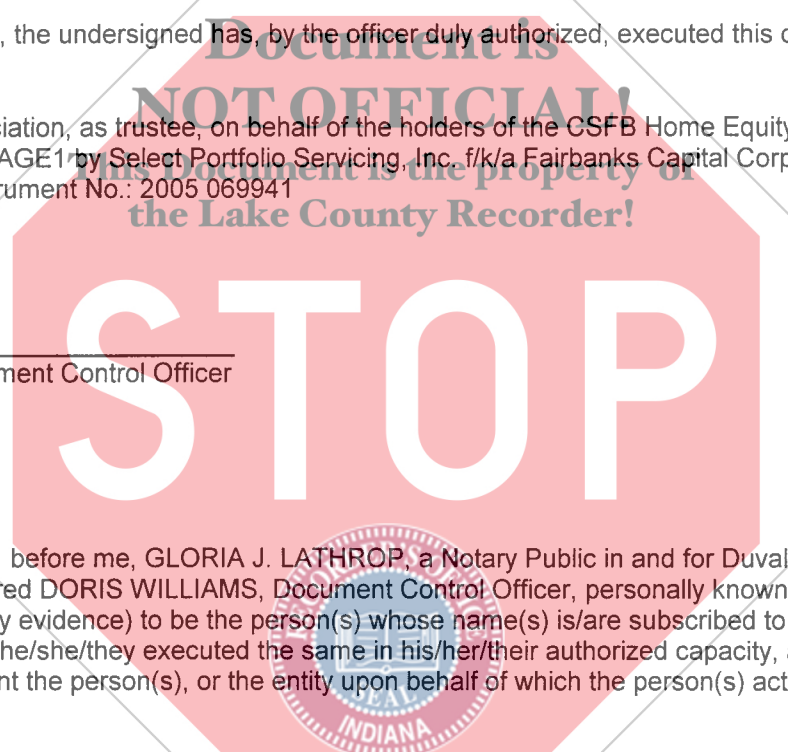 , the undersigned has, by the officer duly authorized, executed this
Document is
NOT OFFICIAL!
ciation, as trustee, on behalf of the holders of the CSFB Home Equity
AGE1 by Select Portfolio Servicing, Inc. f/k/a Fairbanks Capital Corp
This Document is the property of
rument No.: 2005 069941
the Lake County Recorder!
STOP
ment Control Officer
before me, GLORIA J. LATHROP, a Notary Public in and for Duval
red DORIS WILLIAMS, Document Control Officer, personally known
y evidence) to be the person(s) whose name(s) is/are subscribed to
he/she/they executed the same in his/her/their authorized capacity,
nt the person(s), or the entity upon behalf of which the person(s) act
RECORDER'S OFFICE
SEAL
INDIANA